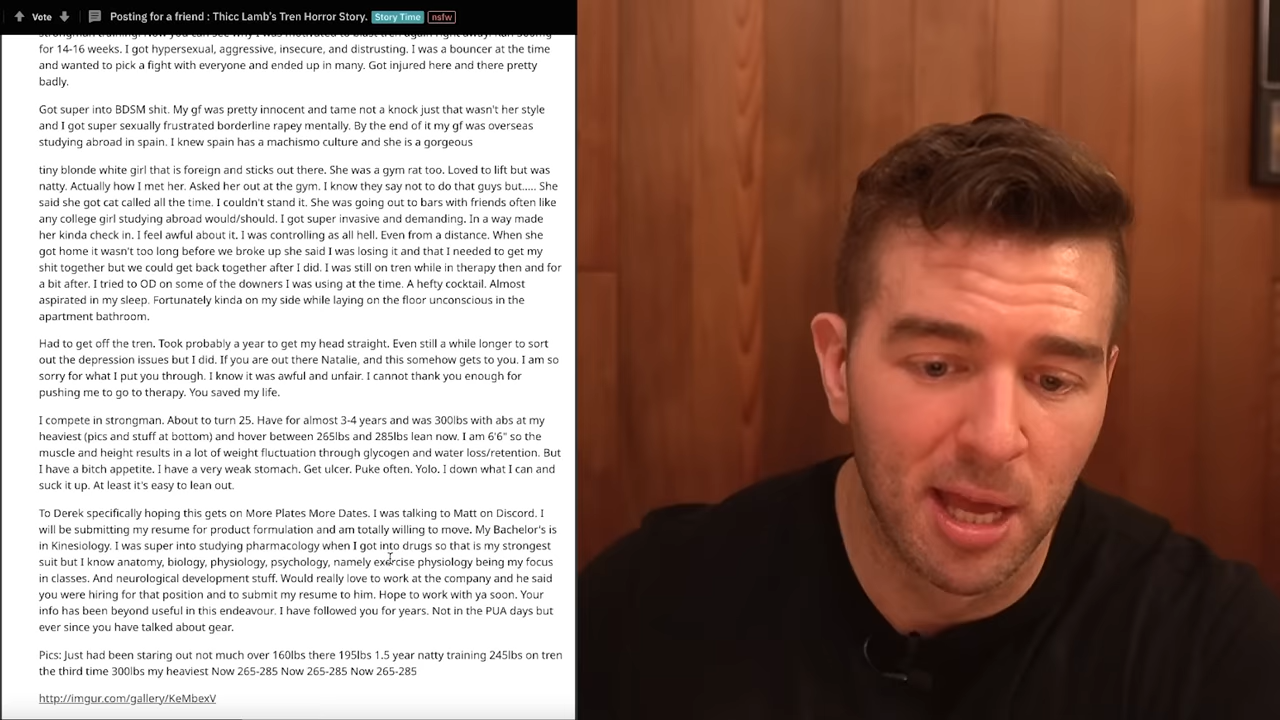 Vote
Posting for a friend : Thicc Lamb's Tren Horror Story.
Story Time
nsfw
for 14-16 weeks. I got hypersexual, aggressive, insecure, and distrusting. I was a bouncer at the time
and wanted to pick a fight with everyone and ended up in many. Got injured here and there pretty
badly.
Got super into BDSM shit. My gf was pretty innocent and tame not a knock just that wasn't her style
and I got super sexually frustrated borderline rapey mentally. By the end of it my gf was overseas
studying abroad in spain. I knew spain has a machismo culture and she is a gorgeous
tiny blonde white girl that is foreign and sticks out there. She was a gym rat too. Loved to lift but was
natty. Actually how I met her. Asked her out at the gym. I know they say not to do that guys but..... She
said she got cat called all the time. I couldn't stand it. She was going out to bars with friends often like
any college girl studying abroad would/should. I got super invasive and demanding. In a way made
her kinda check in. I feel awful about it. I was controlling as all hell. Even from a distance. When she
got home it wasn't too long before we broke up she said I was losing it and that I needed to get my
shit together but we could get back together after I did. I was still on tren while in therapy then and for
a bit after. I tried to OD on some of the downers I was using at the time. A hefty cocktail. Almost
aspirated in my sleep. Fortunately kinda on my side while laying on the floor unconscious in the
apartment bathroom.
Had to get off the tren. Took probably a year to get my head straight. Even still a while longer to sort
out the depression issues but I did. If you are out there Natalie, and this somehow gets to you. I am so
sorry for what I put you through. I know it was awful and unfair. I cannot thank you enough for
pushing me to go to therapy. You saved my life.
I compete in strongman. About to turn 25. Have for almost 3-4 years and was 300lbs with abs at my
heaviest (pics and stuff at bottom) and hover between 265lbs and 285lbs lean now. I am 6'6" so the
muscle and height results in a lot of weight fluctuation through glycogen and water loss/retention. But
I have a bitch appetite. I have a very weak stomach. Get ulcer. Puke often. Yolo. I down what I can and
suck it up. At least it's easy to lean out.
To Derek specifically hoping this gets on More Plates More Dates. I was talking to Matt on Discord. I
will be submitting my resume for product formulation and am totally willing to move. My Bachelor's is
in Kinesiology. I was super into studying pharmacology when I got into drugs so that is my strongest
suit but I know anatomy, biology, physiology, psychology, namely exercise physiology being my focus
in classes. And neurological development stuff. Would really love to work at the company and he said
you were hiring for that position and to submit my resume to him. Hope to work with ya soon. Your
info has been beyond useful in this endeavour. I have followed you for years. Not in the PUA days but
ever since you have talked about gear.
Pics: Just had been staring out not much over 160lbs there 195lbs 1.5 year natty training 245lbs on tren
the third time 300lbs my heaviest Now 265-285 Now 265-285 Now 265-285
http://imgur.com/gallery/KeMbexV